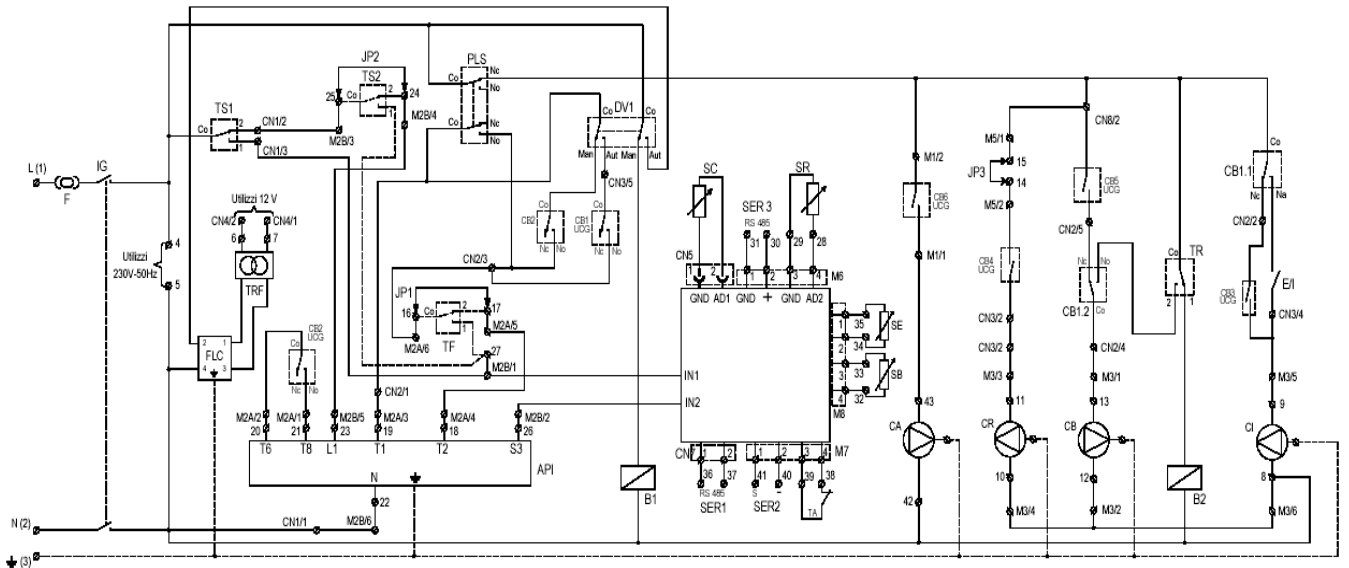 JP2
TS2
Co
2
1
25
24
PLS
Co
Nc
No
Co
Nc
No
TS1
Co
2
1
CN1/2
CN1/3
M2B/3
M2B/4
DV1
Co
Co
Man
Aut
Man
Aut
CN3/5
L (1)
F
IG
Utilizzi 12 V
CN4/2
CN4/1
6
7
Utilizzi
230V-50Hz
4
5
TRF
FLC
2
1
4
3
CB2
UCG
Nc
No
CB2
Co
Nc
No
CB1
UCG
Co
Nc
No
CN2/3
JP1
16
Co
2
1
17
TF
M2A/6
M2A/5
27
M2B/1
CN2/1
M2A/2
20
M2A/1
21
M2B/5
23
M2A/3
19
M2A/4
18
M2B/2
26
T6
T8
L1
T1
T2
S3
API
N
22
M2B/6
CN1/1
N (2)
(3)
SC
SER 3
RS 485
SR
31
30
29
28
CN5
1
2
1
2
3
4
M6
GND
AD1
GND
+
GND
AD2
IN1
IN2
1
2
3
4
35
34
33
32
SE
SB
M8
CN7
1
2
1
2
3
4
M7
36
37
41
40
39
38
RS 485
S
-
SER1
SER2
TA
B1
M1/2
CB6
UCG
M1/1
43
CA
42
M5/1
15
JP3
14
M5/2
CB4
UCG
CN3/2
CN3/2
M3/3
11
CR
10
M3/4
CN8/2
CB5
UCG
CN2/5
Nc
No
CB1.2
Co
CN2/4
M3/1
13
CB
12
M3/2
TR
Co
2
1
B2
Co
CB1.1
Nc
Na
CN2/2
CB3
UCG
E/I
CN3/4
M3/5
9
CI
8
M3/6